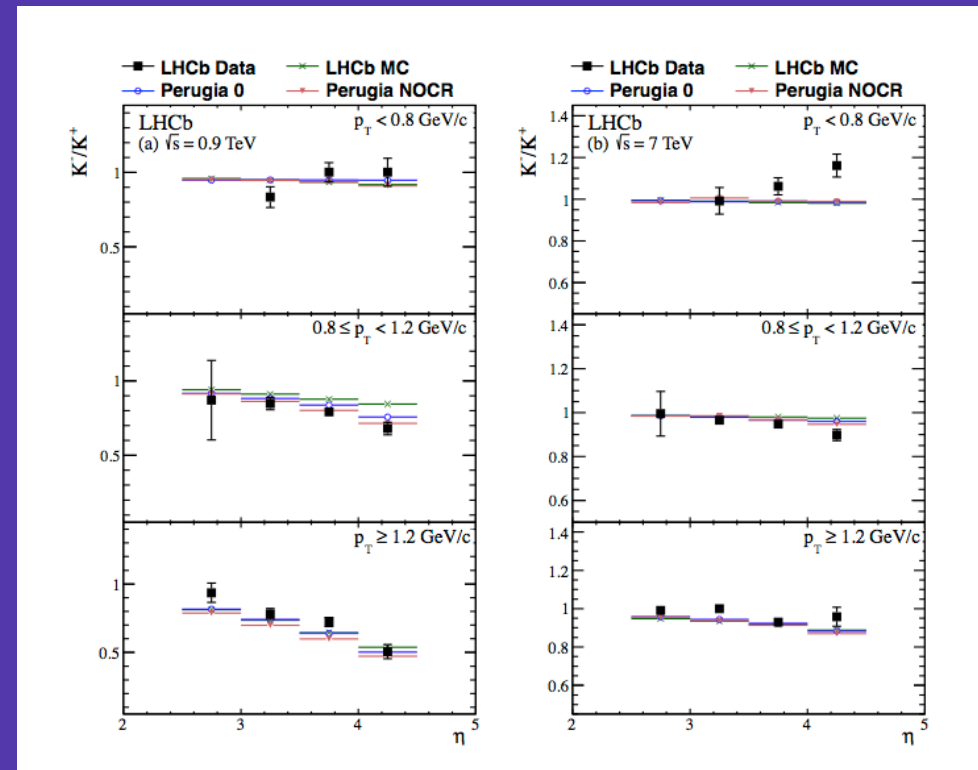 LHCb Data LHCb MC
Perugia 0 Perugia NOCR
LHCb Data LHCb MC
Perugia 0 Perugia NOCR
K⁻/K⁺
LHCb
(a) √s = 0.9 TeV
p_T < 0.8 GeV/c
1
0.5
0.8 ≤ p_T < 1.2 GeV/c
1
0.5
p_T ≥ 1.2 GeV/c
1
0.5
2 3 4 5
η
K⁻/K⁺
LHCb
(b) √s = 7 TeV
p_T < 0.8 GeV/c
1.4
1.2
1
0.8
0.6
0.8 ≤ p_T < 1.2 GeV/c
1.4
1.2
1
0.8
0.6
p_T ≥ 1.2 GeV/c
1.4
1.2
1
0.8
0.6
2 3 4 5
η